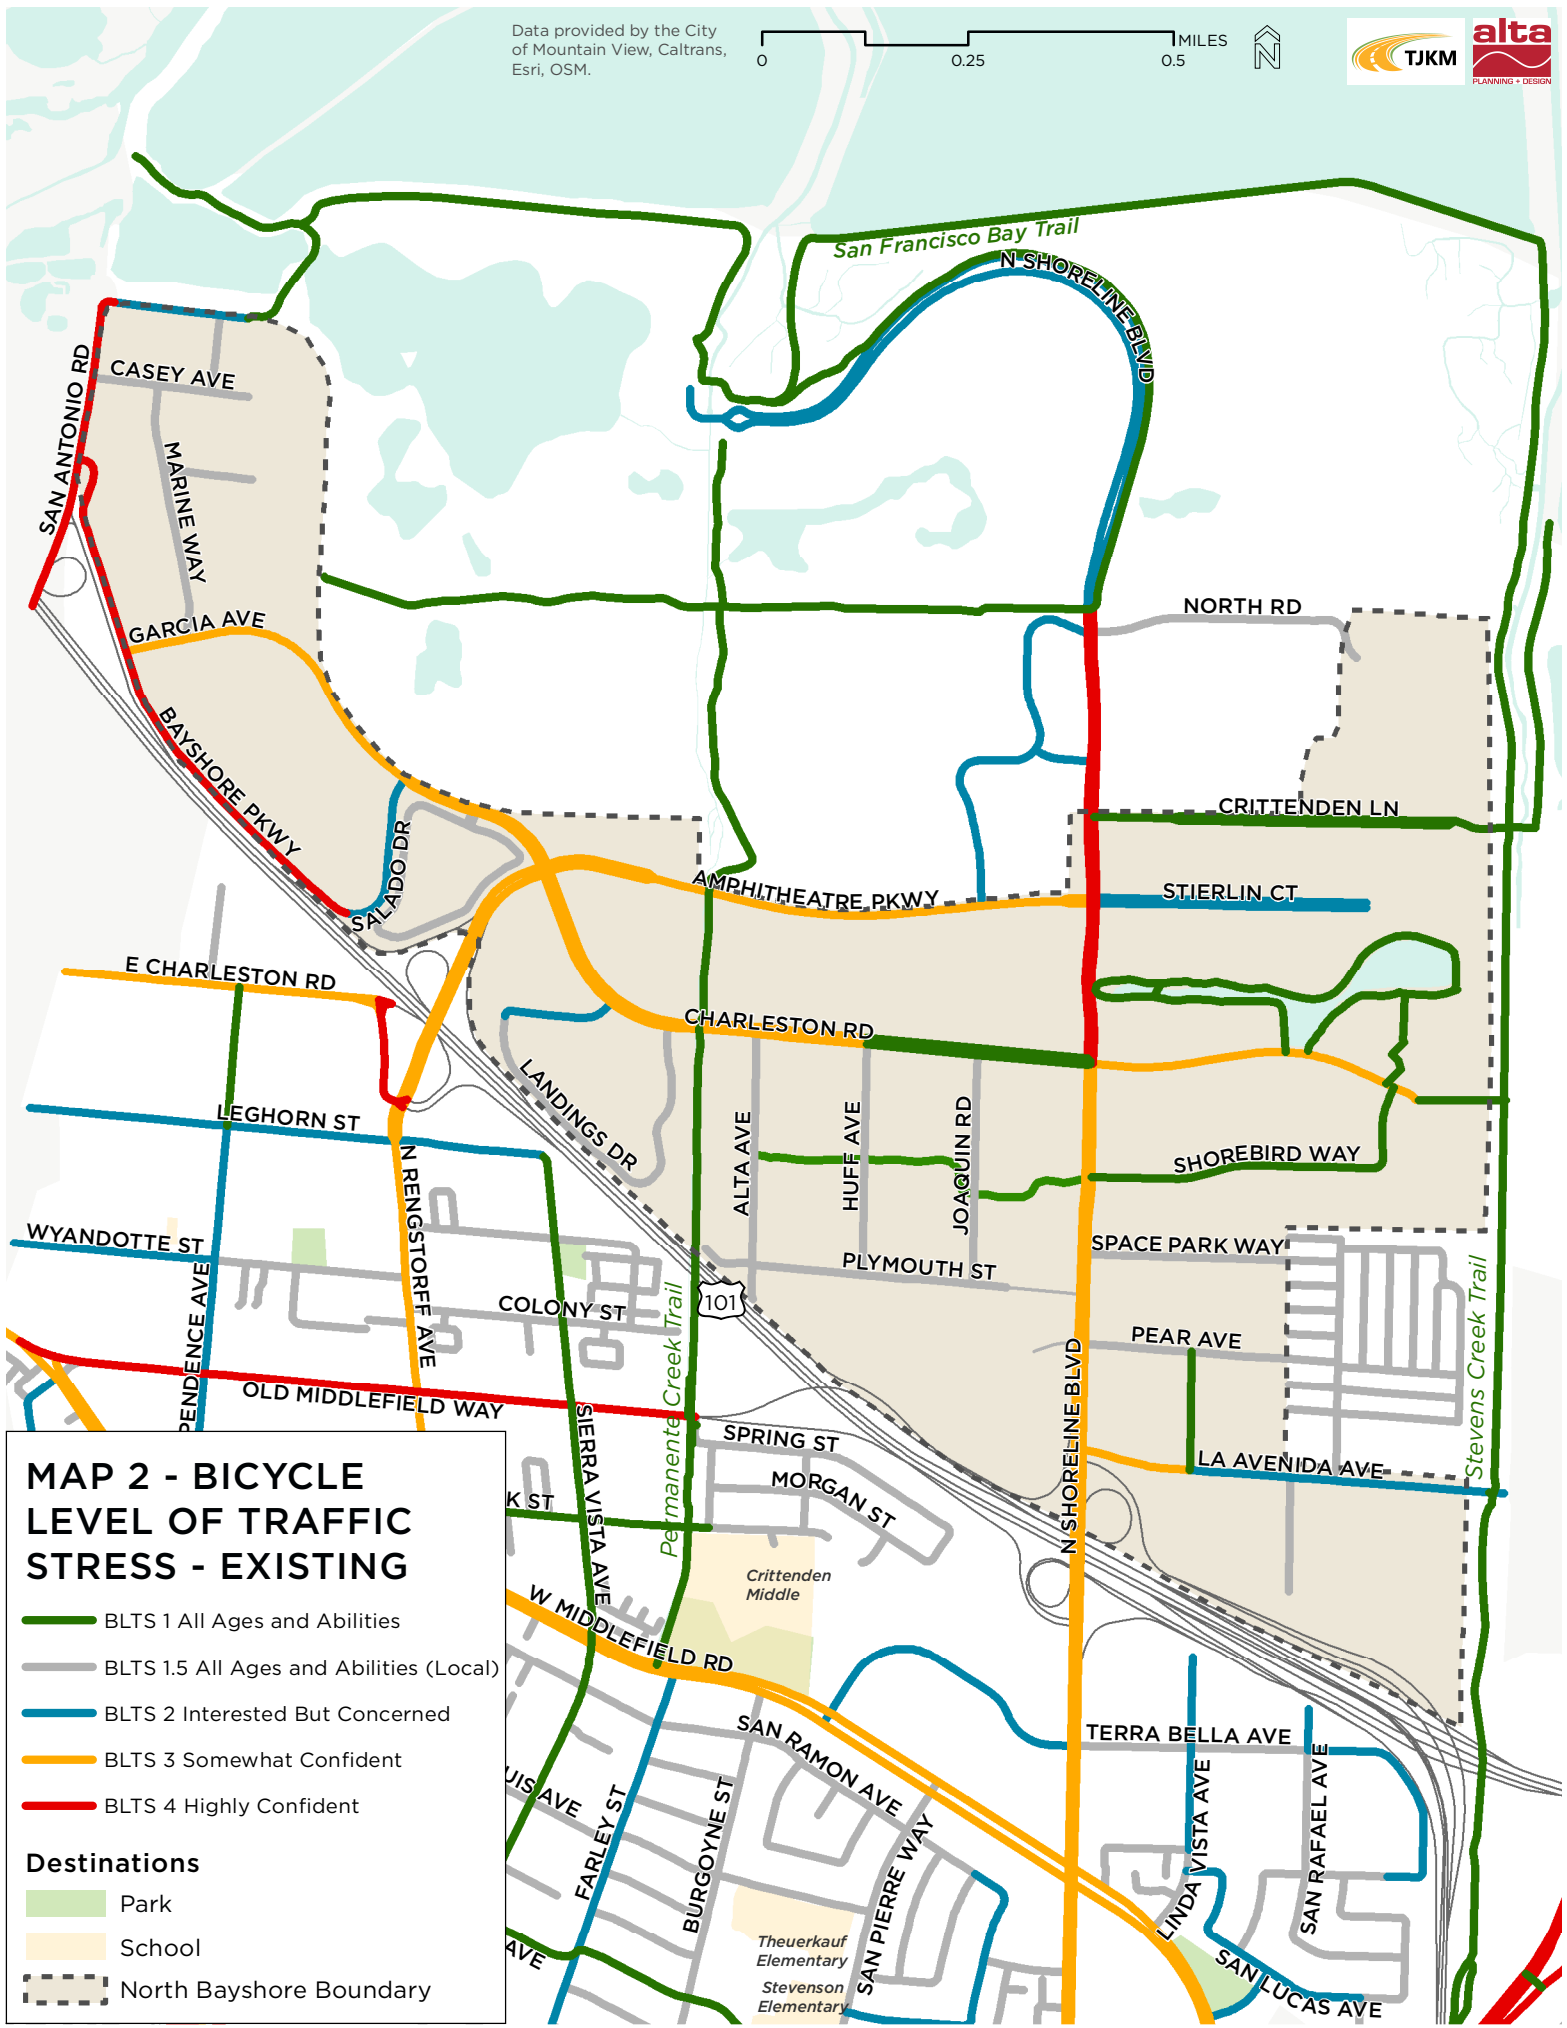 Data provided by the City
of Mountain View, Caltrans,
Esri, OSM.
0
0.25
0.5
MILES
N
TJKM
alta
PLANNING + DESIGN
San Francisco Bay Trail
N SHORELINE BLVD
SAN ANTONIO RD
CASEY AVE
MARINE WAY
GARCIA AVE
NORTH RD
BAYSHORE PKWY
CRITTENDEN LN
SALADO DR
AMPHITHEATRE PKWY
STIERLIN CT
E CHARLESTON RD
CHARLESTON RD
LANDINGS DR
LEGHORN ST
ALTA AVE
HUFF AVE
JOAQUIN RD
SHOREBIRD WAY
N RENGSTORFF AVE
WYANDOTTE ST
PENDENCE AVE
SPACE PARK WAY
PLYMOUTH ST
Permanente Creek Trail
101
COLONY ST
PEAR AVE
Stevens Creek Trail
N SHORELINE BLVD
OLD MIDDLEFIELD WAY
SIERRA VISTA AVE
SPRING ST
MORGAN ST
LA AVENIDA AVE
K ST
Crittenden
Middle
W MIDDLEFIELD RD
SAN RAMON AVE
TERRA BELLA AVE
UIS AVE
FARLEY ST
BURGOYNE ST
SAN PIERRE WAY
LINDA VISTA AVE
SAN RAFAEL AVE
AVE
Theuerkauf
Elementary
Stevenson
Elementary
SAN LUCAS AVE
MAP 2 - BICYCLE
LEVEL OF TRAFFIC
STRESS - EXISTING
BLTS 1 All Ages and Abilities
BLTS 1.5 All Ages and Abilities (Local)
BLTS 2 Interested But Concerned
BLTS 3 Somewhat Confident
BLTS 4 Highly Confident
Destinations
Park
School
North Bayshore Boundary